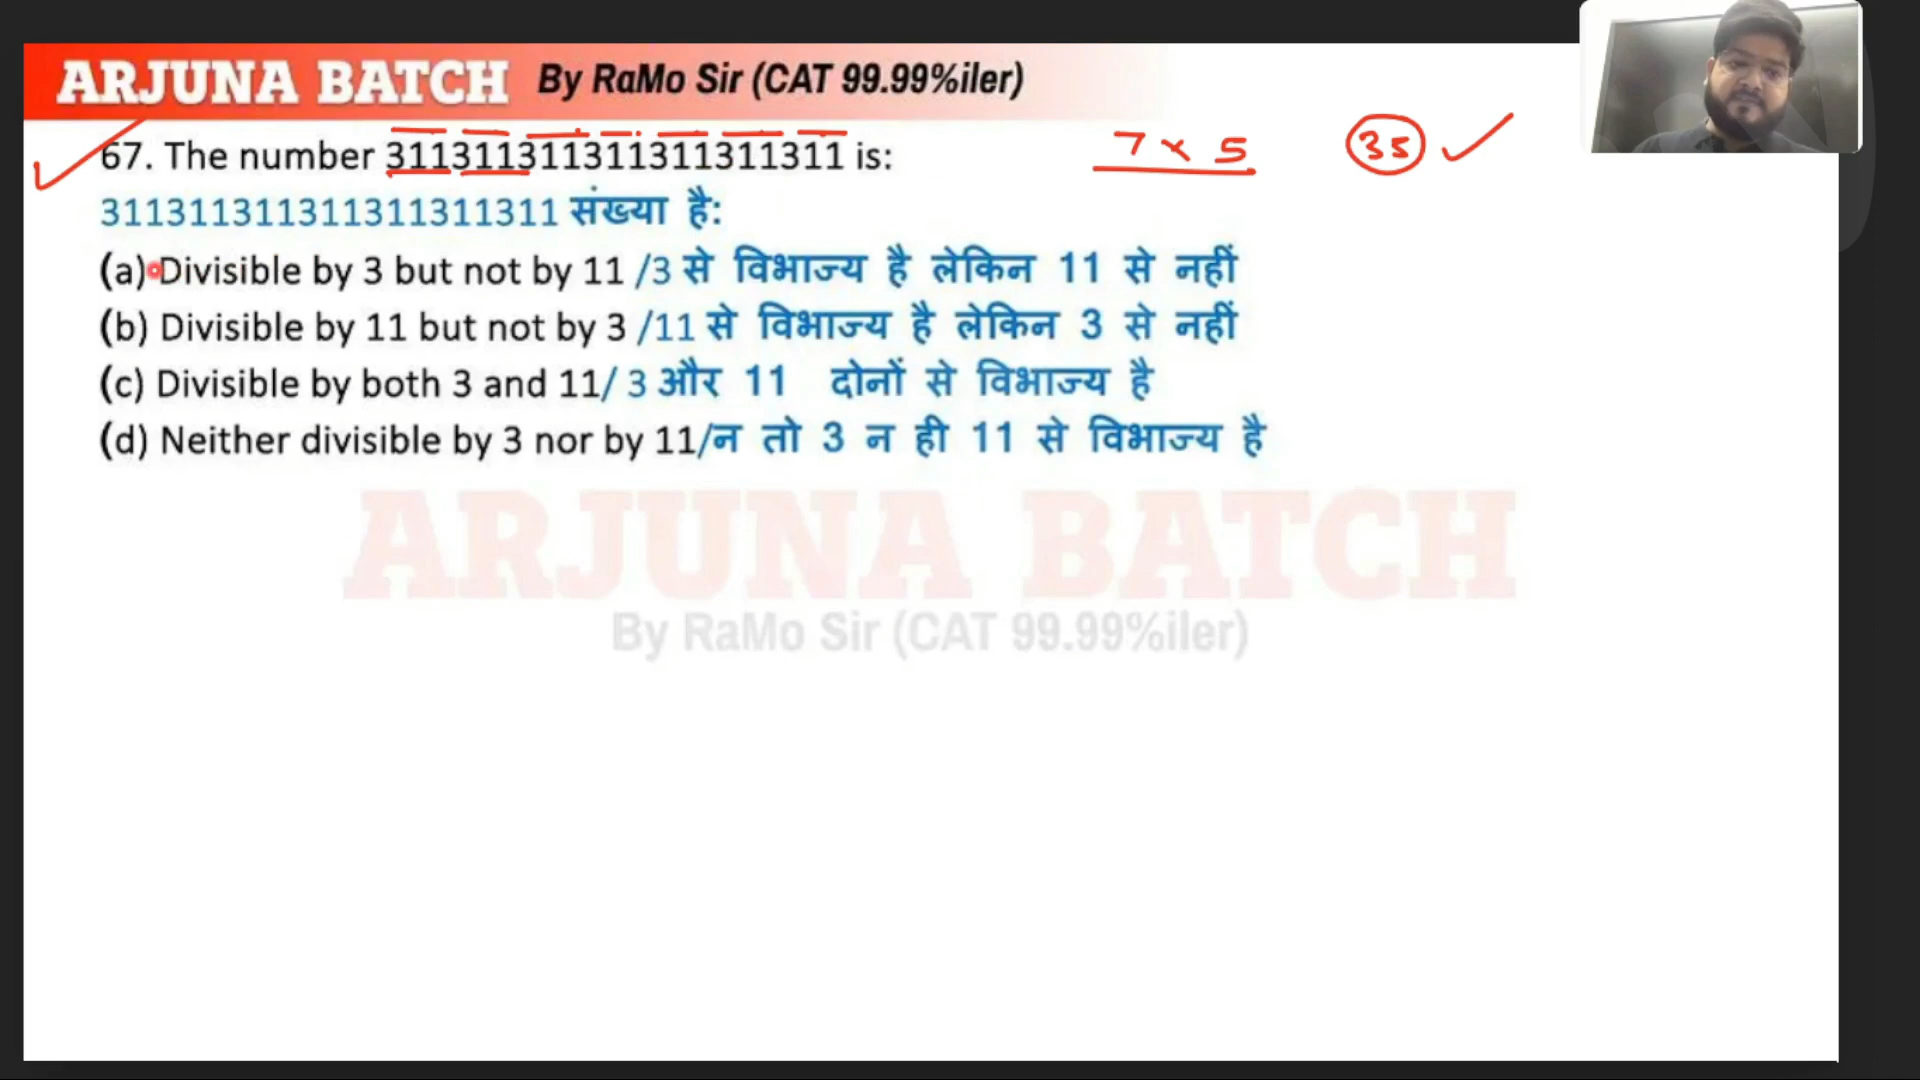 ARJUNA BATCH By RaMo Sir (CAT 99.99%iler)
67. The number 311311311311311311311 is: 7 × 5 35
311311311311311311311 संख्या है:
(a) Divisible by 3 but not by 11 /3 से विभाज्य है लेकिन 11 से नहीं
(b) Divisible by 11 but not by 3 /11 से विभाज्य है लेकिन 3 से नहीं
(c) Divisible by both 3 and 11/ 3 और 11 दोनों से विभाज्य है
(d) Neither divisible by 3 nor by 11/न तो 3 न ही 11 से विभाज्य है
ARJUNA BATCH
By RaMo Sir (CAT 99.99%iler)